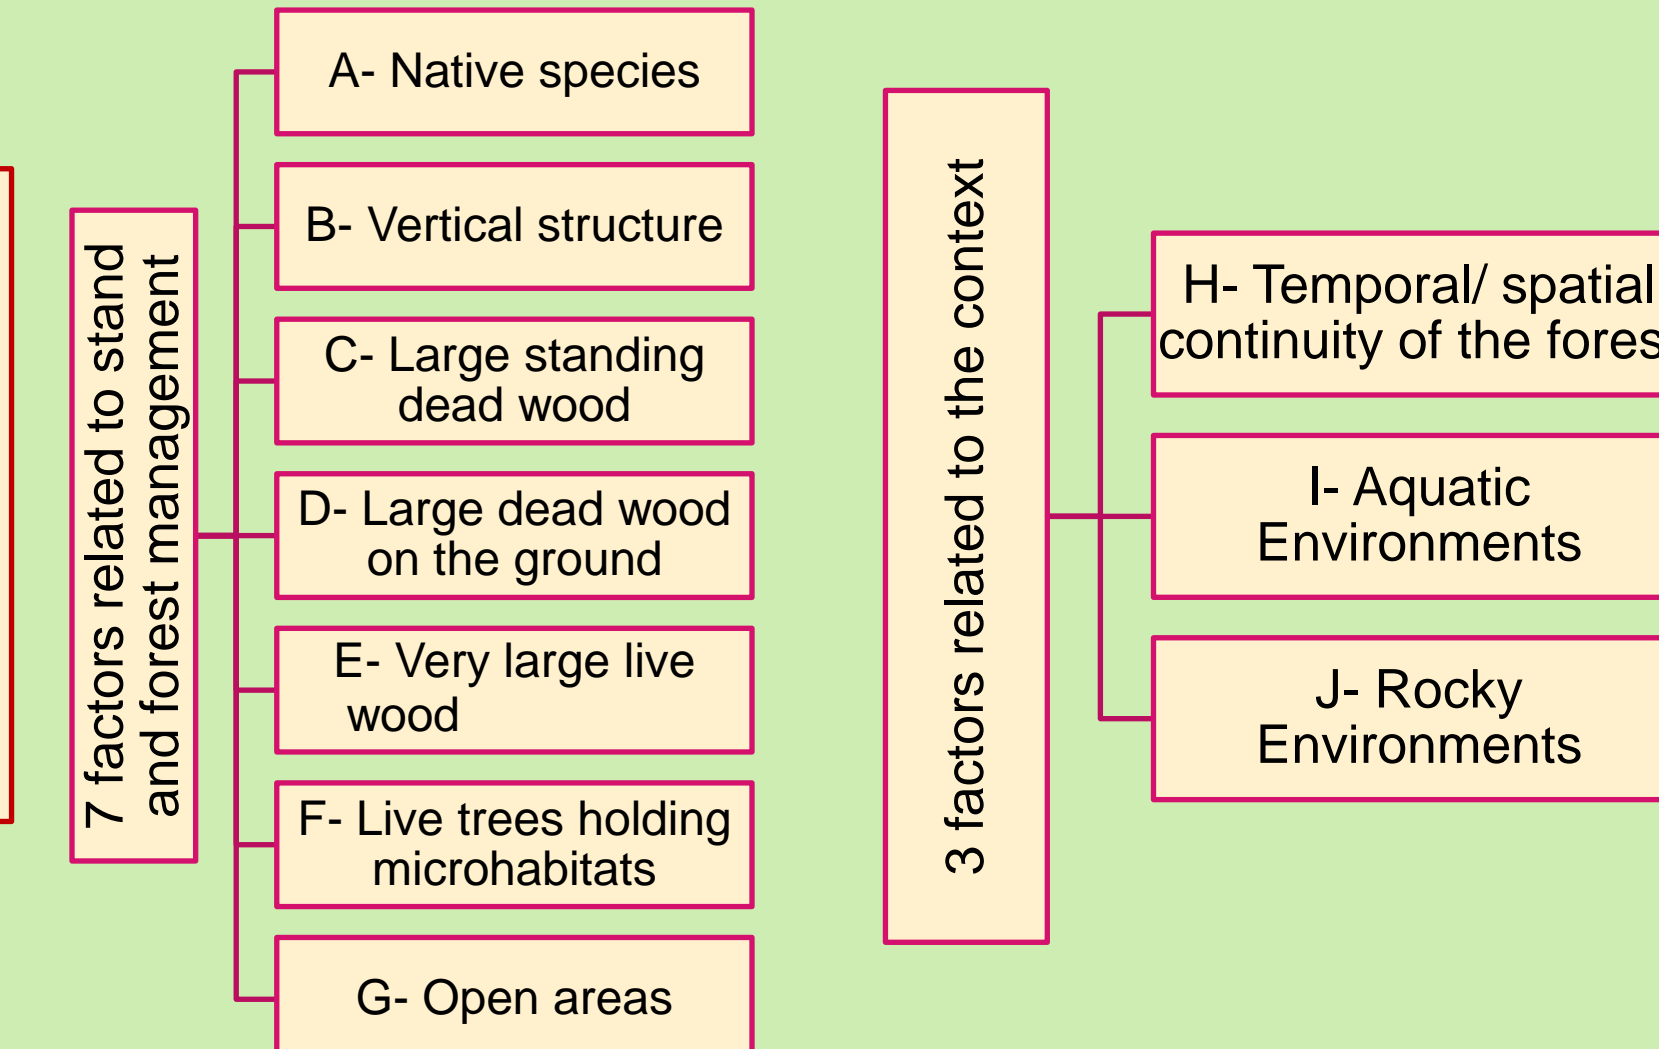 7 factors related to stand
and forest management
A- Native species
B- Vertical structure
C- Large standing
dead wood
D- Large dead wood
on the ground
E- Very large live
wood
F- Live trees holding
microhabitats
G- Open areas
3 factors related to the context
H- Temporal/ spatial
continuity of the fores
I- Aquatic
Environments
J- Rocky
Environments